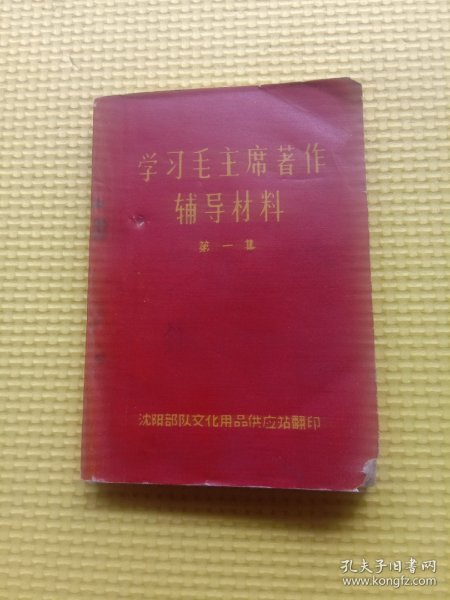 学习毛主席著作
辅导材料
第一集
沈阳部队文化用品供应站翻印
孔夫子旧书网
www.kongfz.com